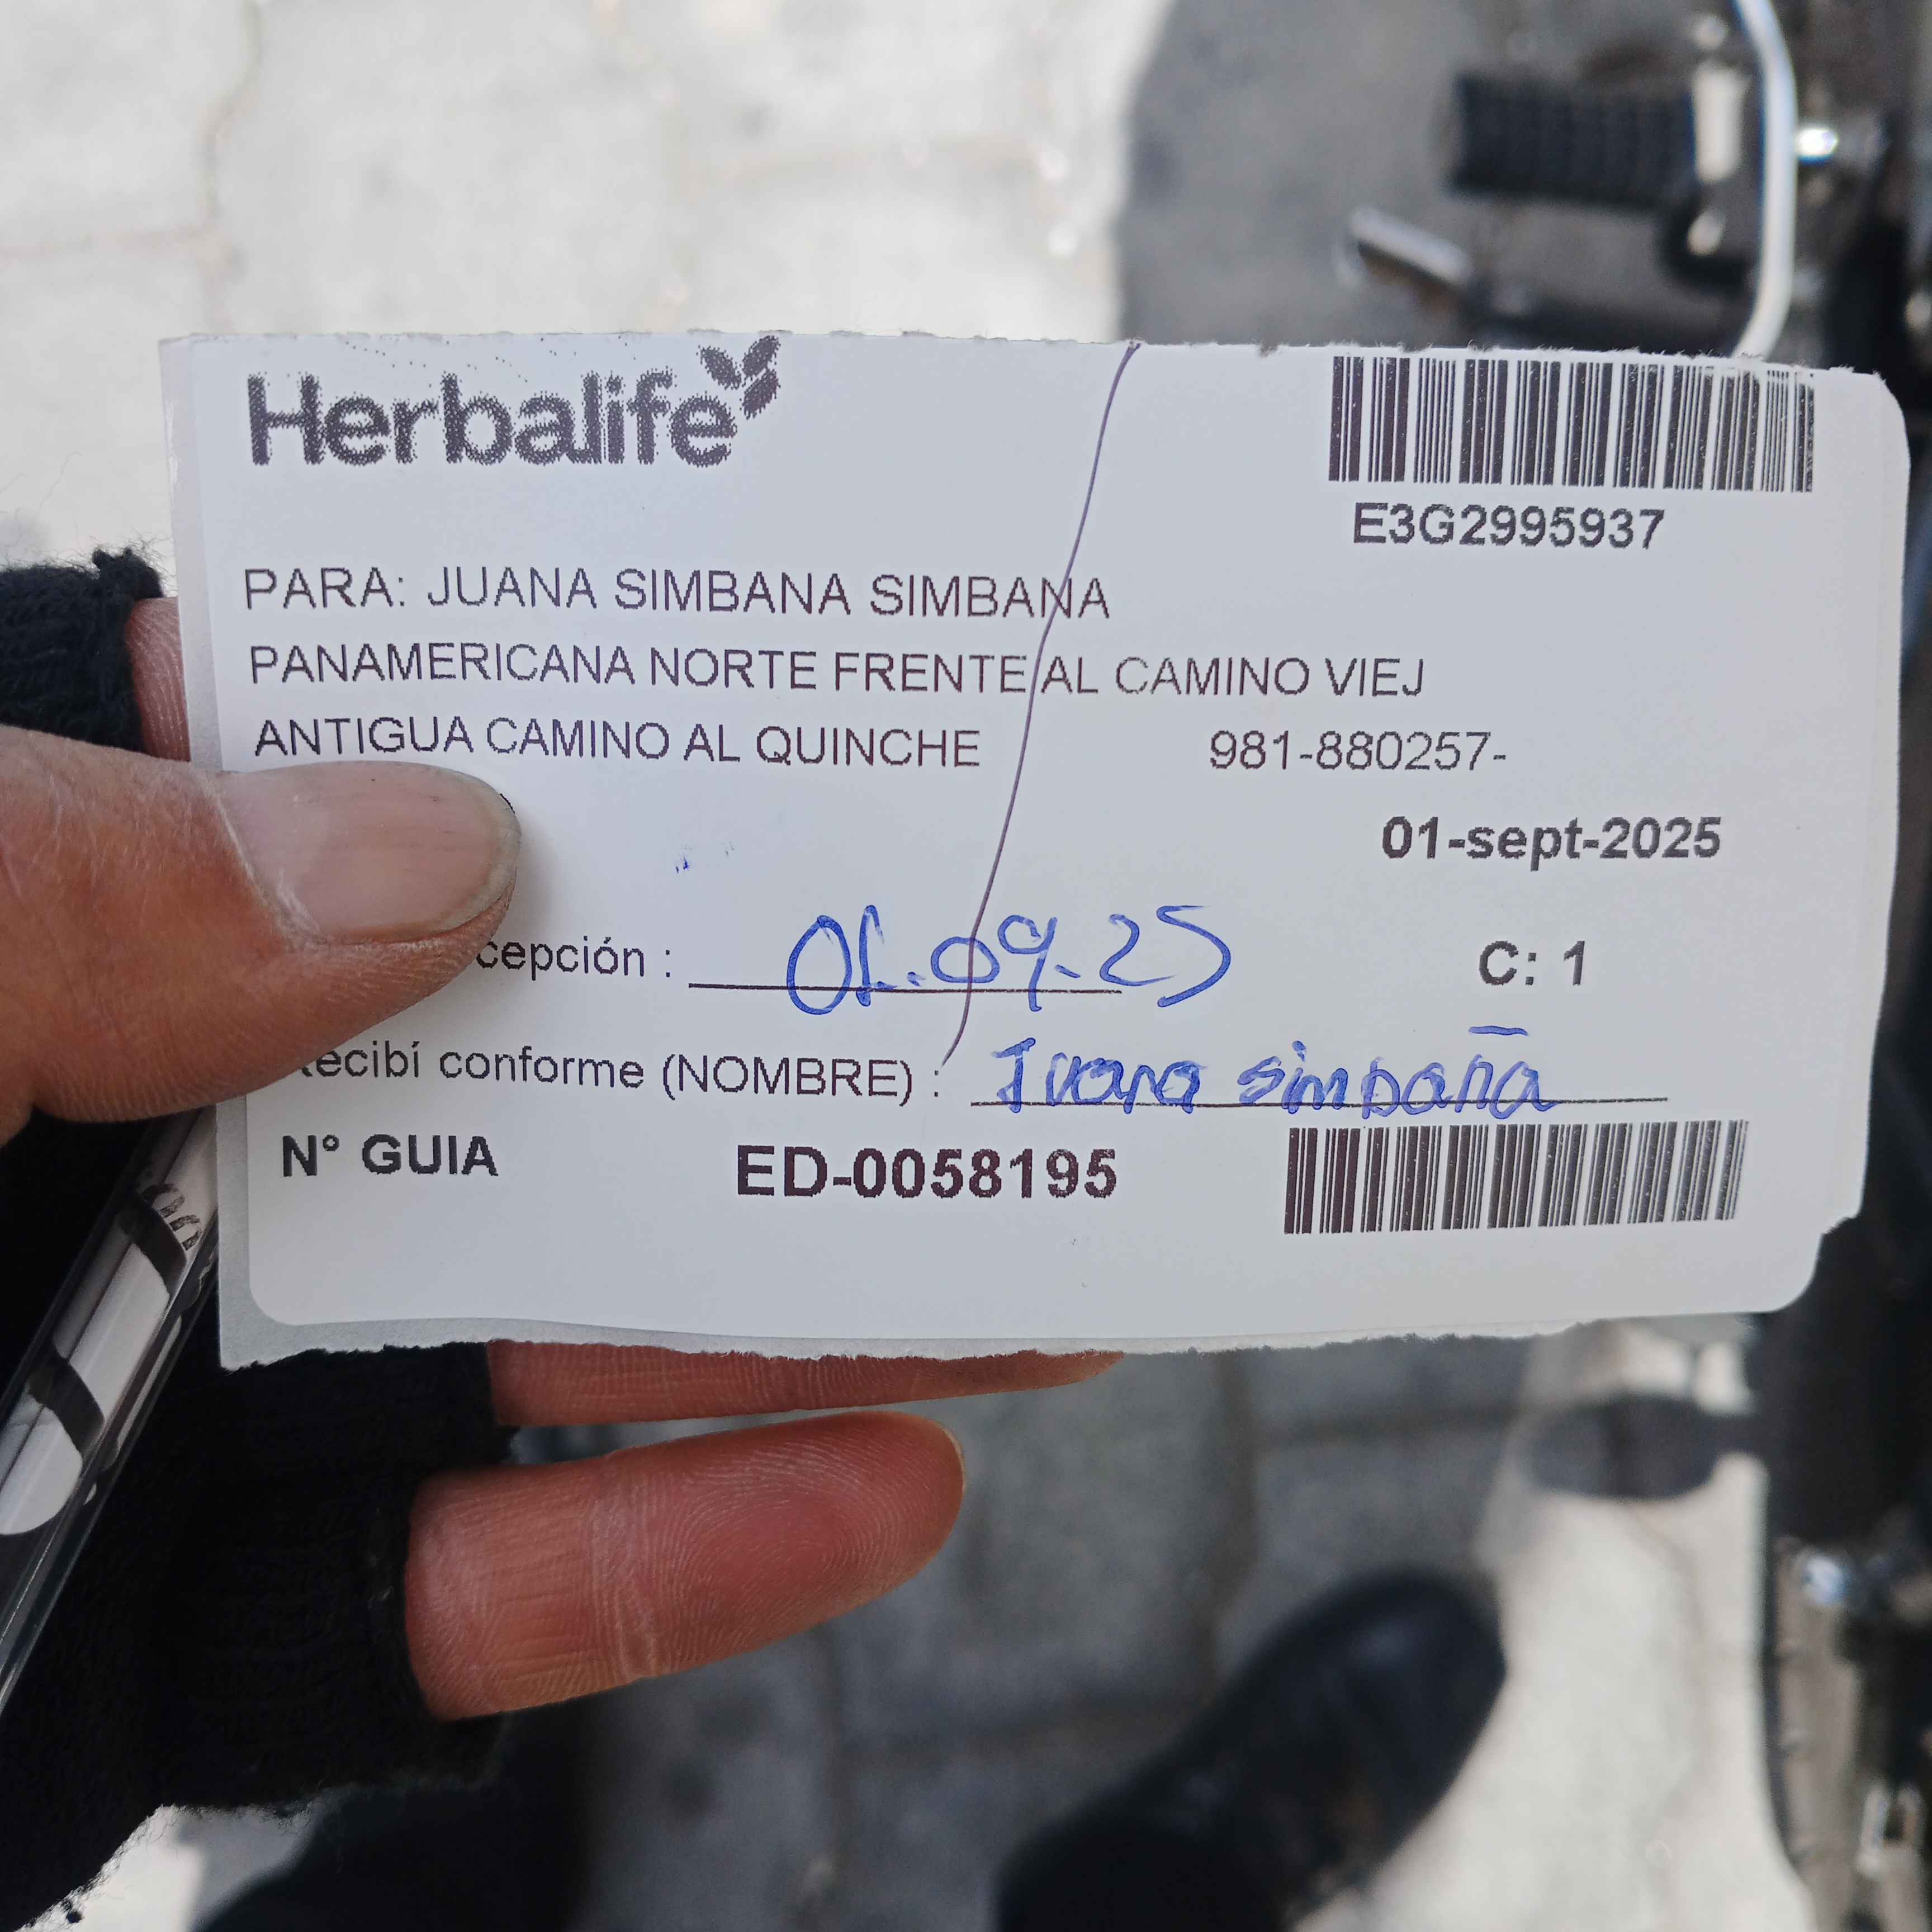 Herbalife
E3G2995937
PARA: JUANA SIMBANA SIMBANA
PANAMERICANA NORTE FRENTE AL CAMINO VIEJ
ANTIGUA CAMINO AL QUINCHE 981-880257-
01-sept-2025
cepción : 01.09.25 C: 1
ecibí conforme (NOMBRE) : Juana simbaña
N° GUIA ED-0058195